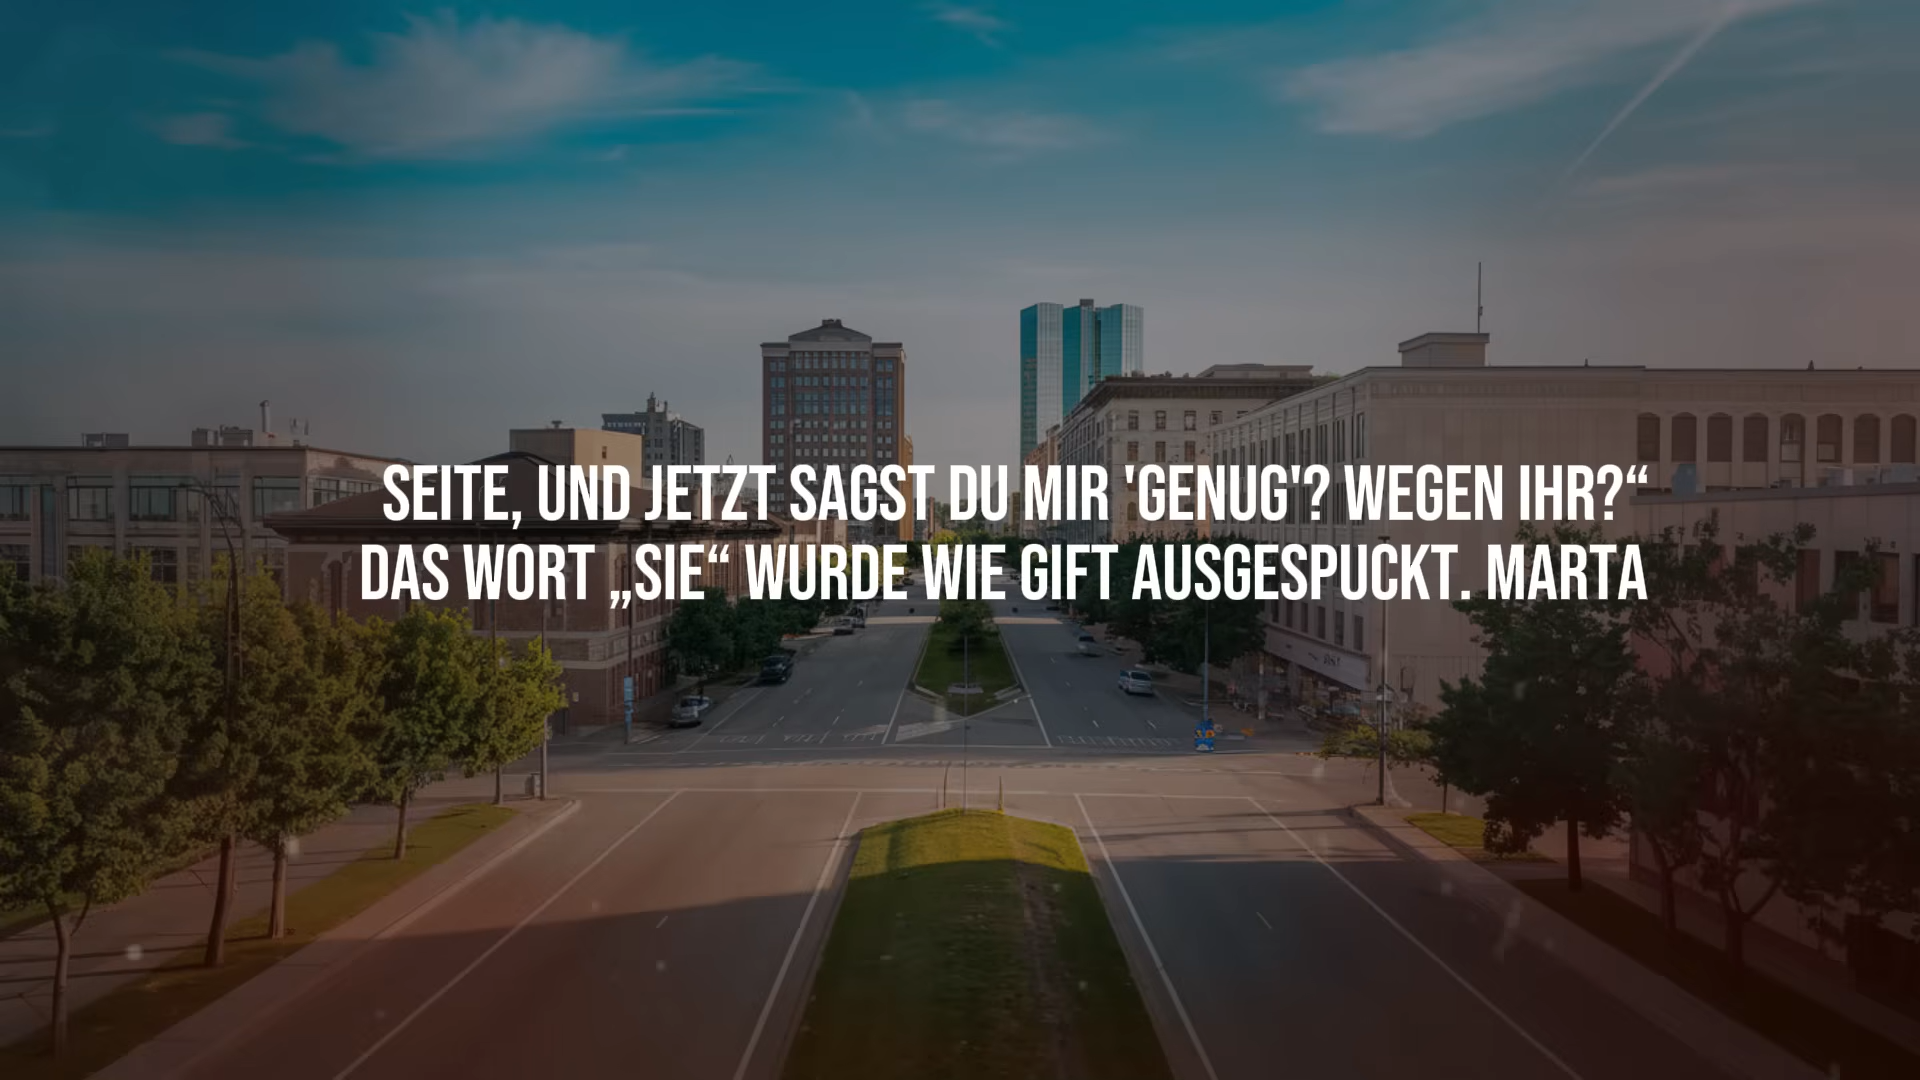 SEITE, UND JETZT SAGST DU MIR 'GENUG'? WEGEN IHR?“
DAS WORT „SIE“ WURDE WIE GIFT AUSGESPUCKT. MARTA